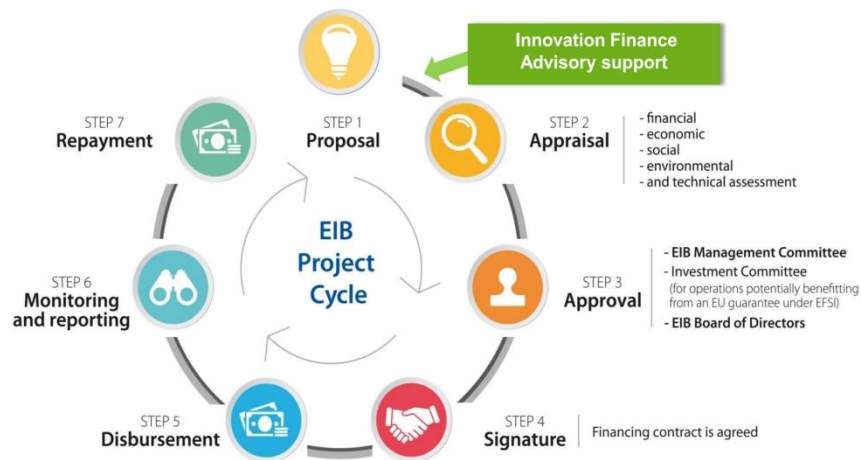 Innovation Finance
Advisory support
STEP 1
Proposal
STEP 2
Appraisal
- financial
- economic
- social
- environmental
- and technical assessment
STEP 3
Approval
- EIB Management Committee
- Investment Committee
(for operations potentially benefitting
from an EU guarantee under EFSI)
- EIB Board of Directors
STEP 4
Signature
Financing contract is agreed
STEP 5
Disbursement
STEP 6
Monitoring
and reporting
STEP 7
Repayment
EIB
Project
Cycle